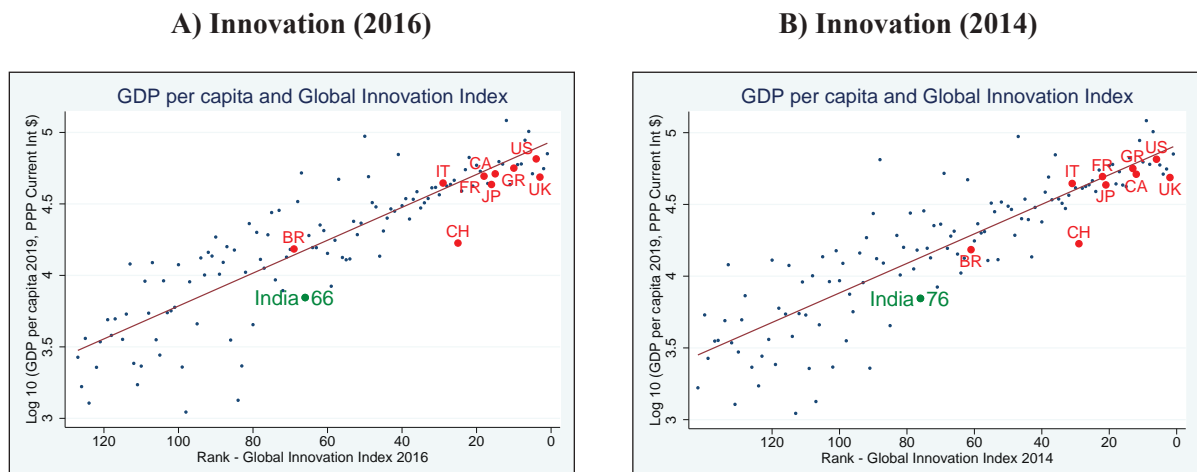 A) Innovation (2016)
B) Innovation (2014)
GDP per capita and Global Innovation Index
Log 10 (GDP per capita 2019, PPP Current Int $)
5
4.5
4
3.5
3
IT
CA
US
FR
JP
GR
UK
BR
CH
India 66
120
100
80
60
40
20
0
Rank - Global Innovation Index 2016
GDP per capita and Global Innovation Index
Log 10 (GDP per capita 2019, PPP Current Int $)
5
4.5
4
3.5
3
IT
FR
GR
US
JP
CA
UK
BR
CH
India 76
120
100
80
60
40
20
0
Rank - Global Innovation Index 2014